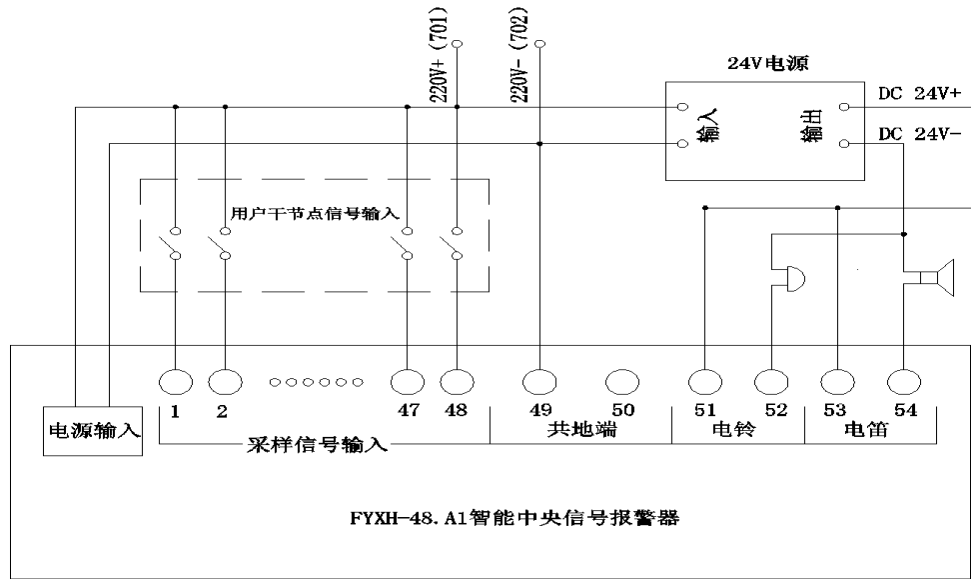 220V+(701)
220V-(702)
24V电源
输入
输出
DC 24V+
DC 24V-
用户干节点信号输入
1 2 47 48 49 50 51 52 53 54
电源输入
采样信号输入
共地端
电铃
电笛
FYXH-48.A1智能中央信号报警器